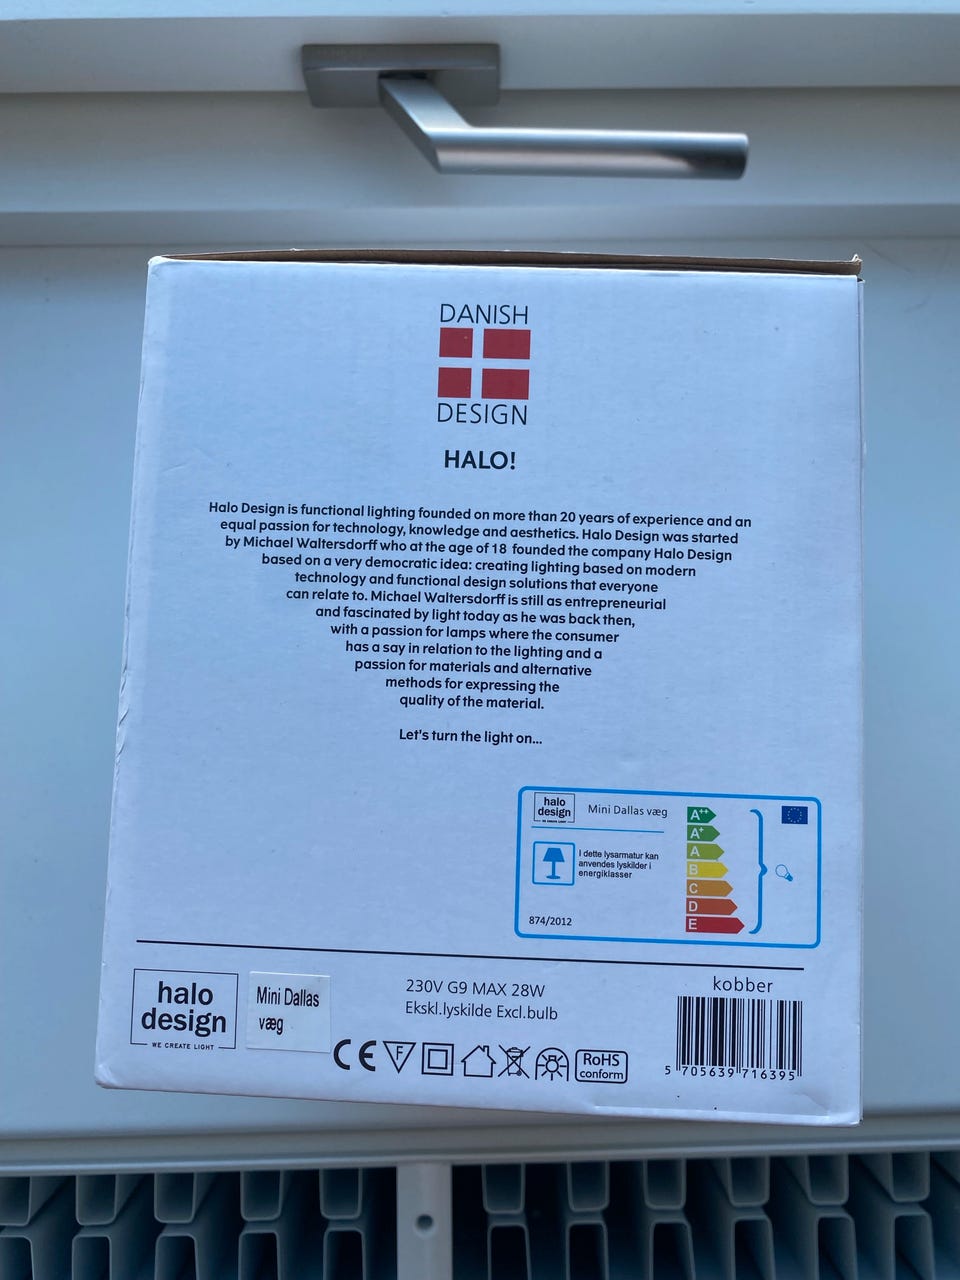 DANISH
DESIGN
HALO!
Halo Design is functional lighting founded on more than 20 years of experience and an
equal passion for technology, knowledge and aesthetics. Halo Design was started
by Michael Waltersdorff who at the age of 18 founded the company Halo Design
based on a very democratic idea: creating lighting based on modern
technology and functional design solutions that everyone
can relate to. Michael Waltersdorff is still as entrepreneurial
and fascinated by light today as he was back then,
with a passion for lamps where the consumer
has a say in relation to the lighting and a
passion for materials and alternative
methods for expressing the
quality of the material.
Let's turn the light on...
halo
design
WE CREATE LIGHT
Mini Dallas væg
I dette lysarmatur kan
anvendes lyskilder i
energiklasser
874/2012
A++
A+
A
B
C
D
E
halo
design
WE CREATE LIGHT
Mini Dallas
væg
230V G9 MAX 28W
Ekskl.lyskilde Excl.bulb
CE F
RoHS
conform
kobber
5 705639 716395